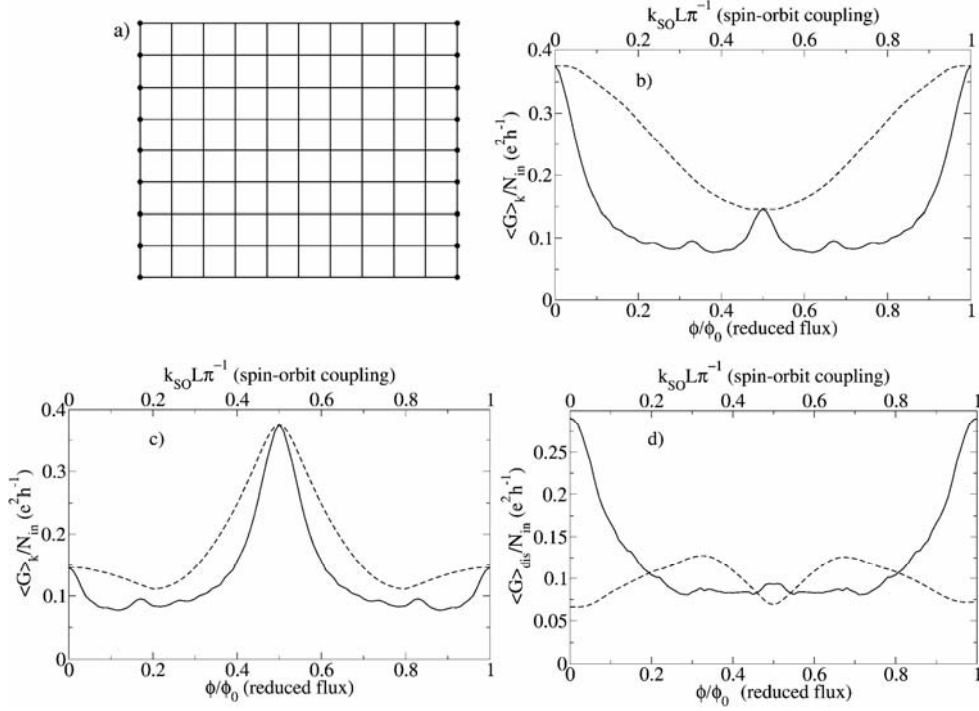 a)
k_SO Lπ^-1 (spin-orbit coupling)
0 0.2 0.4 0.6 0.8 1
b)
0.4
0.3
0.2
0.1
0
<G>_k/N_in (e^2h^-1)
0 0.2 0.4 0.6 0.8 1
ϕ/ϕ_0 (reduced flux)
k_SO Lπ^-1 (spin-orbit coupling)
0 0.2 0.4 0.6 0.8 1
c)
0.4
0.3
0.2
0.1
0
<G>_k/N_in (e^2h^-1)
0 0.2 0.4 0.6 0.8 1
ϕ/ϕ_0 (reduced flux)
k_SO Lπ^-1 (spin-orbit coupling)
0 0.2 0.4 0.6 0.8 1
d)
0.25
0.2
0.15
0.1
0.05
0
<G>_dis/N_in (e^2h^-1)
0 0.2 0.4 0.6 0.8 1
ϕ/ϕ_0 (reduced flux)